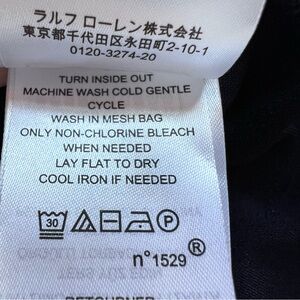 ラルフ ローレン株式会社
東京都千代田区永田町2-10-1
0120-3274-20
TURN INSIDE OUT
MACHINE WASH COLD GENTLE
CYCLE
WASH IN MESH BAG
ONLY NON-CHLORINE BLEACH
WHEN NEEDED
LAY FLAT TO DRY
COOL IRON IF NEEDED
30 P
n°1529®
RETOURNER